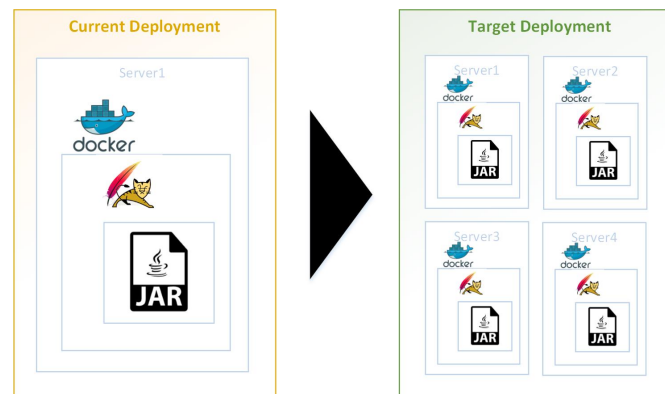 Current Deployment
Server1
docker
JAR
Target Deployment
Server1
docker
JAR
Server2
docker
JAR
Server3
docker
JAR
Server4
docker
JAR